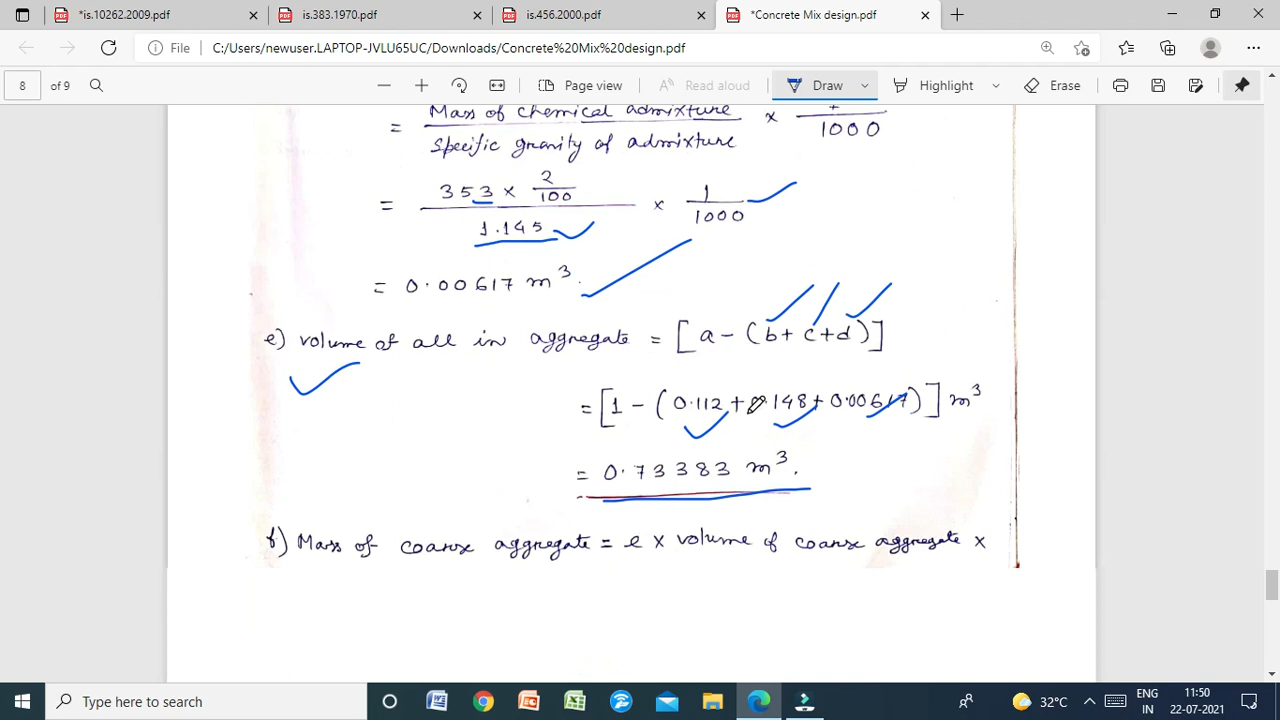 *is.10262.2009.pdf
is.383.1970.pdf
is.456.2000.pdf
*Concrete Mix design.pdf
File
C:/Users/newuser.LAPTOP-JVLU65UC/Downloads/Concrete%20Mix%20design.pdf
8 of 9
Page view
Read aloud
Draw
Highlight
Erase
= Mass of chemical admixture / Specific gravity of admixture × 1/1000
= 353 × 2/100 / 1.145 × 1/1000
= 0.00617 m³.
e) volume of all in aggregate = [a-(b+c+d)]
= [1-(0.112+0.148+0.00617)] m³
= 0.73383 m³.
f) Mass of coarse aggregate = e × volume of coarse aggregate ×
Type here to search
32°C
ENG
IN
11:50
22-07-2021